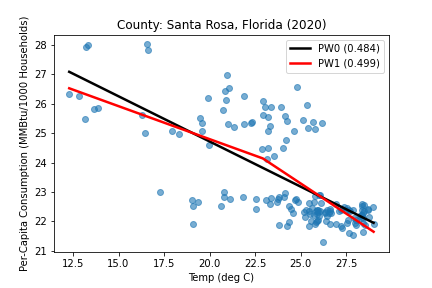 County: Santa Rosa, Florida (2020)
PW0 (0.484)
PW1 (0.499)
Per-Capita Consumption (MMBtu/1000 Households)
28
27
26
25
24
23
22
21
12.5 15.0 17.5 20.0 22.5 25.0 27.5
Temp (deg C)